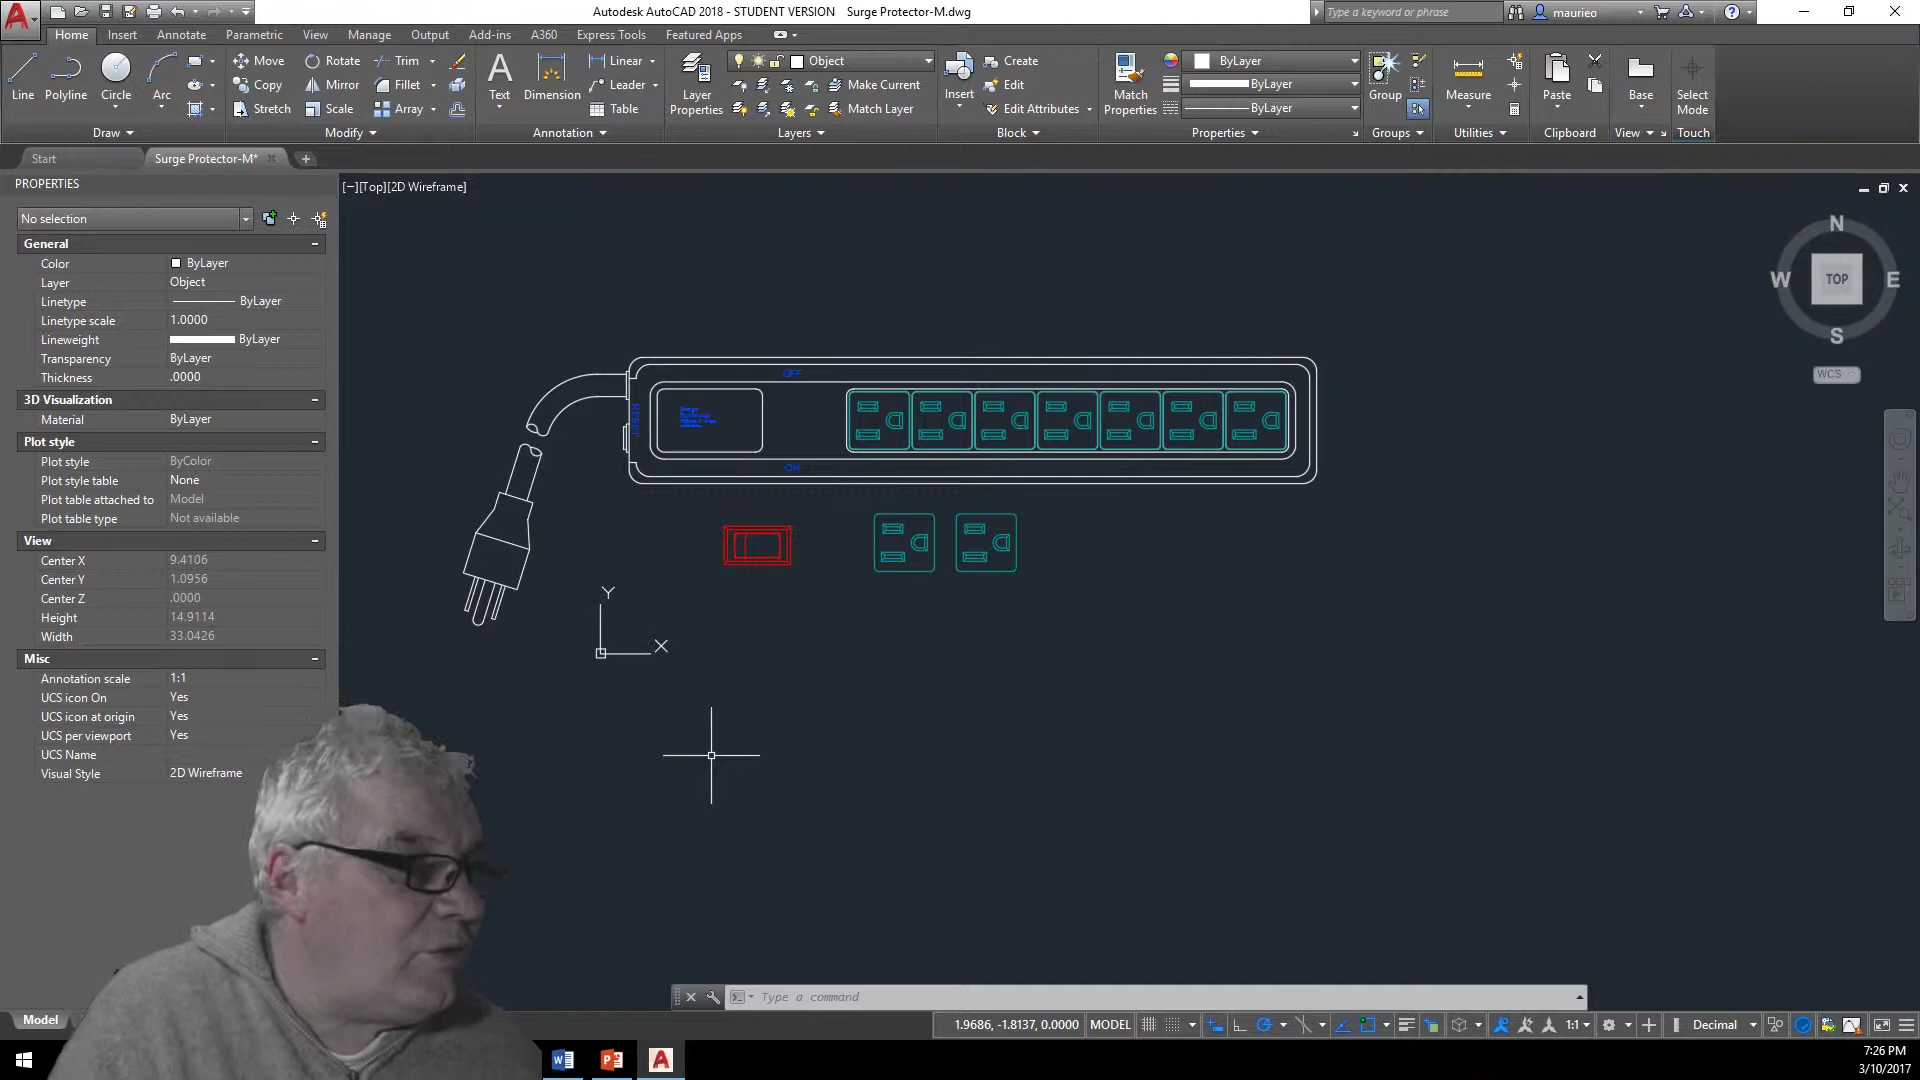 Autodesk AutoCAD 2018 - STUDENT VERSION Surge Protector-M.dwg
Type a keyword or phrase
maurieo
Home Insert Annotate Parametric View Manage Output Add-ins A360 Express Tools Featured Apps
Line Polyline Circle Arc
Move Rotate Trim
Copy Mirror Fillet
Stretch Scale Array
Text Dimension
Linear
Leader
Table
Layer Properties
Object
Make Current
Match Layer
Insert
Create
Edit
Edit Attributes
Match Properties
ByLayer
ByLayer
ByLayer
Group Measure Paste Base Select Mode
Draw Modify Annotation Layers Block Properties Groups Utilities Clipboard View Touch
Start Surge Protector-M*
PROPERTIES
[−][Top][2D Wireframe]
No selection
General
Color ByLayer
Layer Object
Linetype ByLayer
Linetype scale 1.0000
Lineweight ByLayer
Transparency ByLayer
Thickness .0000
3D Visualization
Material ByLayer
Plot style
Plot style ByColor
Plot style table None
Plot table attached to Model
Plot table type Not available
View
Center X 9.4106
Center Y 1.0956
Center Z .0000
Height 14.9114
Width 33.0426
Misc
Annotation scale 1:1
UCS icon On Yes
UCS icon at origin Yes
UCS per viewport Yes
UCS Name
Visual Style 2D Wireframe
N
W TOP E
S
WCS
OFF
RESET
Surge
Protector
ON
Y
X
Type a command
Model
1.9686, -1.8137, 0.0000 MODEL
1:1
Decimal
7:26 PM
3/10/2017